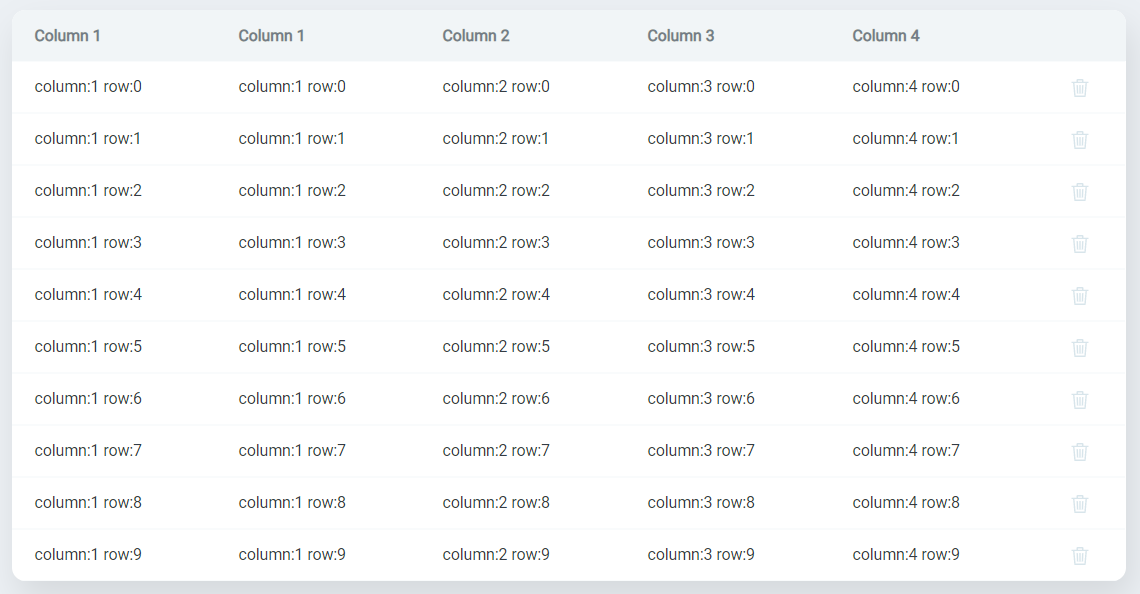 Column 1 Column 1 Column 2 Column 3 Column 4
column:1 row:0 column:1 row:0 column:2 row:0 column:3 row:0 column:4 row:0
column:1 row:1 column:1 row:1 column:2 row:1 column:3 row:1 column:4 row:1
column:1 row:2 column:1 row:2 column:2 row:2 column:3 row:2 column:4 row:2
column:1 row:3 column:1 row:3 column:2 row:3 column:3 row:3 column:4 row:3
column:1 row:4 column:1 row:4 column:2 row:4 column:3 row:4 column:4 row:4
column:1 row:5 column:1 row:5 column:2 row:5 column:3 row:5 column:4 row:5
column:1 row:6 column:1 row:6 column:2 row:6 column:3 row:6 column:4 row:6
column:1 row:7 column:1 row:7 column:2 row:7 column:3 row:7 column:4 row:7
column:1 row:8 column:1 row:8 column:2 row:8 column:3 row:8 column:4 row:8
column:1 row:9 column:1 row:9 column:2 row:9 column:3 row:9 column:4 row:9